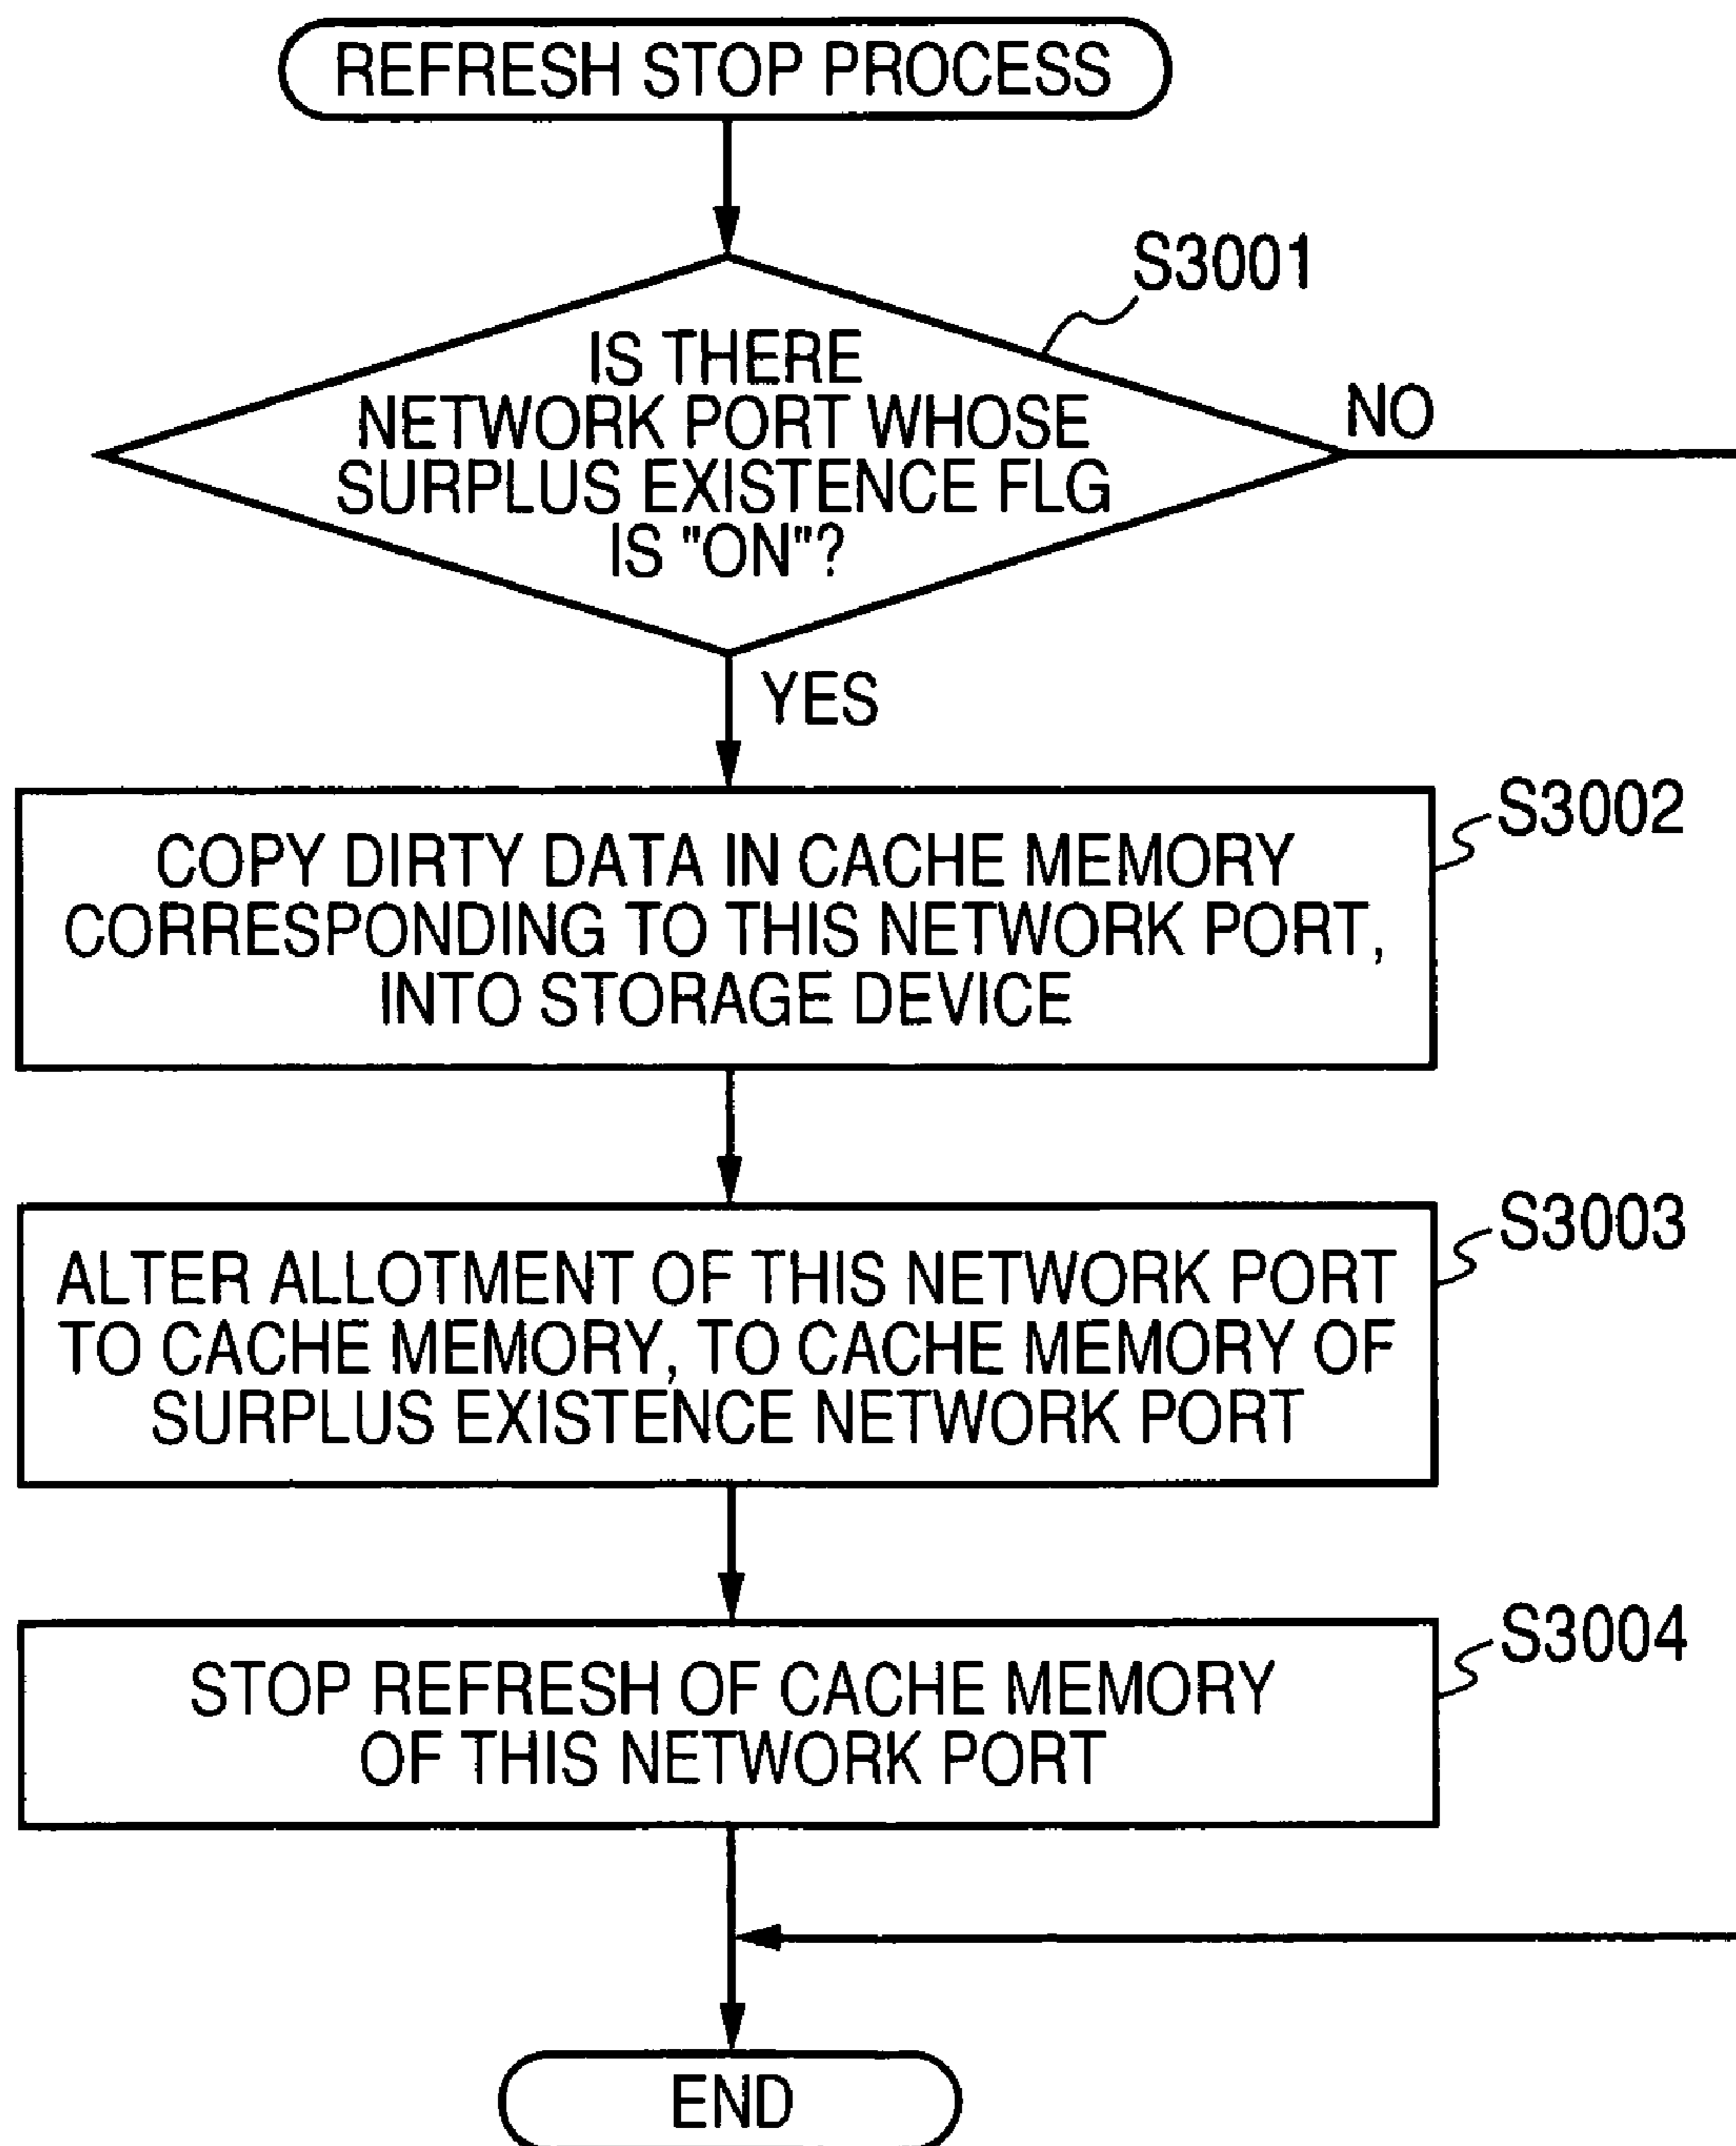 REFRESH STOP PROCESS
S3001
IS THERE
NETWORK PORT WHOSE
SURPLUS EXISTENCE FLG
IS "ON"?
NO
YES
S3002
COPY DIRTY DATA IN CACHE MEMORY
CORRESPONDING TO THIS NETWORK PORT,
INTO STORAGE DEVICE
S3003
ALTER ALLOTMENT OF THIS NETWORK PORT
TO CACHE MEMORY, TO CACHE MEMORY OF
SURPLUS EXISTENCE NETWORK PORT
S3004
STOP REFRESH OF CACHE MEMORY
OF THIS NETWORK PORT
END